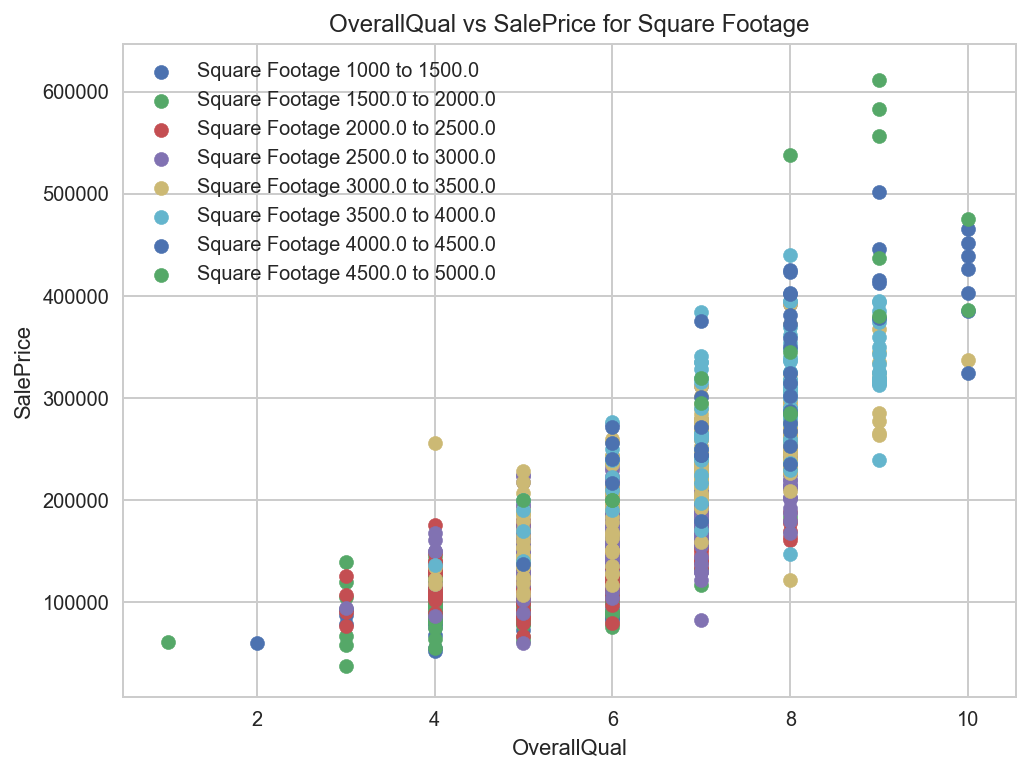 OverallQual vs SalePrice for Square Footage
Square Footage 1000 to 1500.0
Square Footage 1500.0 to 2000.0
Square Footage 2000.0 to 2500.0
Square Footage 2500.0 to 3000.0
Square Footage 3000.0 to 3500.0
Square Footage 3500.0 to 4000.0
Square Footage 4000.0 to 4500.0
Square Footage 4500.0 to 5000.0
SalePrice
600000
500000
400000
300000
200000
100000
2 4 6 8 10
OverallQual